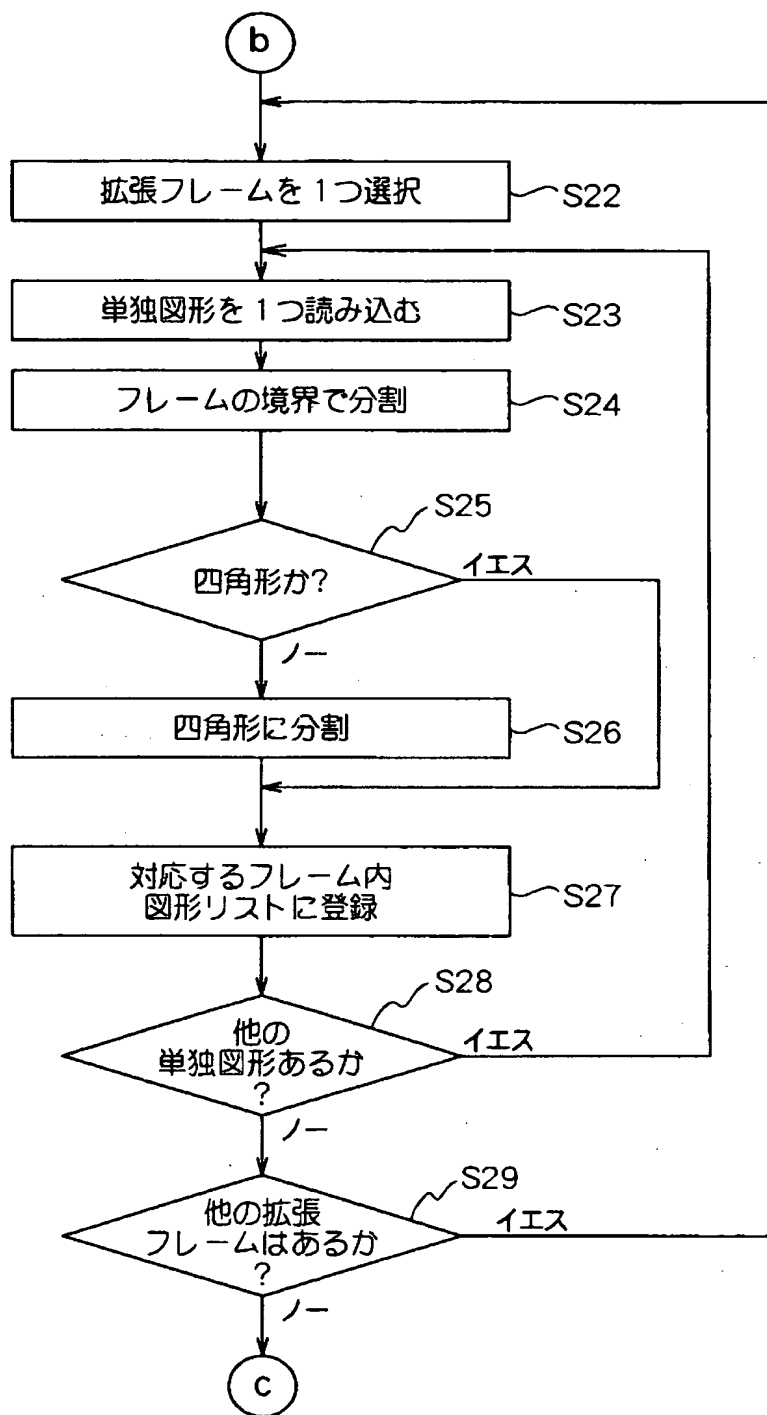 b
拡張フレームを1つ選択
S22
単独図形を1つ読み込む
S23
フレームの境界で分割
S24
S25
四角形か?
イエス
ノー
四角形に分割
S26
対応するフレーム内
図形リストに登録
S27
S28
他の
単独図形あるか
?
イエス
ノー
S29
他の拡張
フレームはあるか
?
イエス
ノー
c